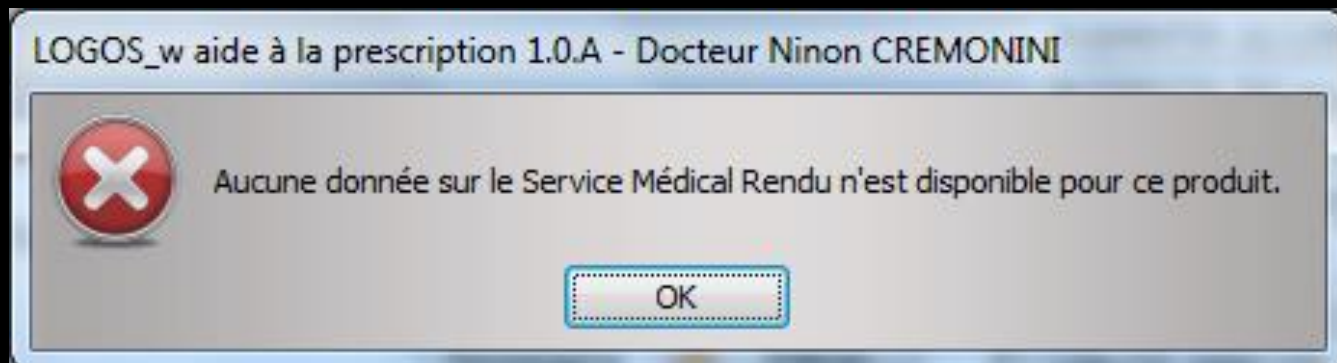 LOGOS_w aide à la prescription 1.0.A - Docteur Ninon CREMONINI
Aucune donnée sur le Service Médical Rendu n'est disponible pour ce produit.
OK